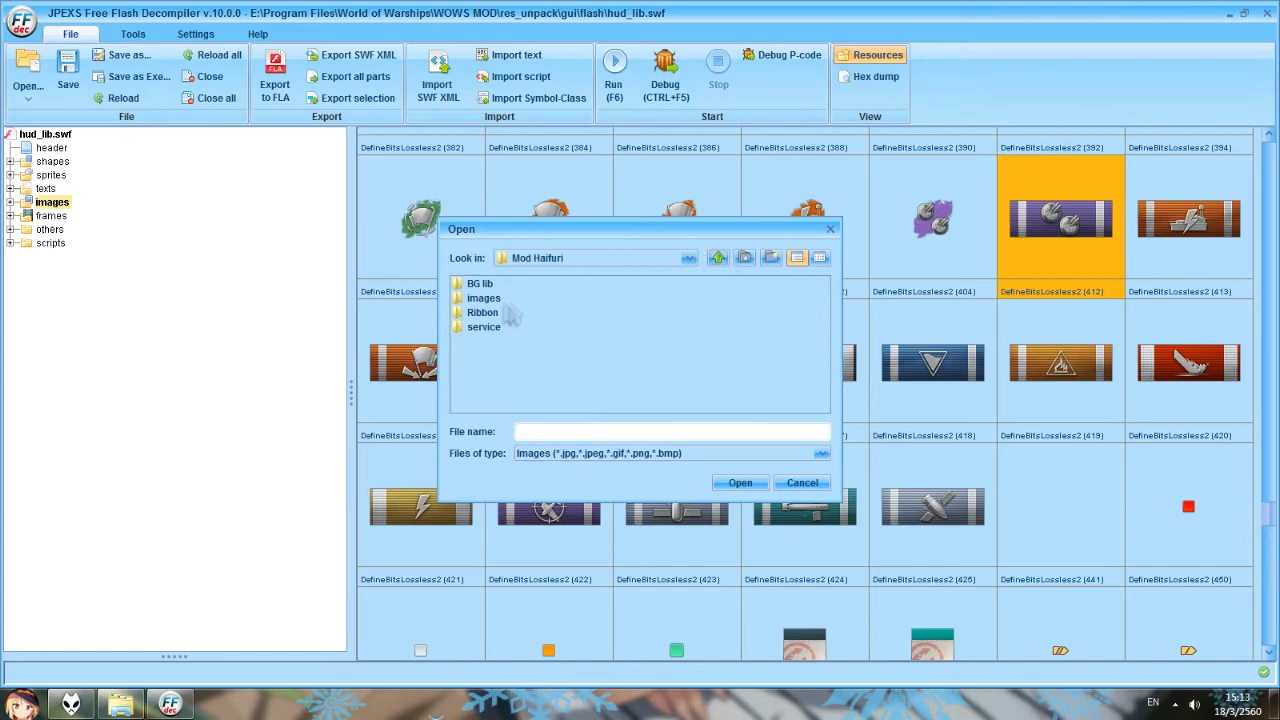 JPEXS Free Flash Decompiler v.10.0.0 - E:\Program Files\World of Warships\WOWS MOD\res_unpack\gui\flash\hud_lib.swf
FF
dec
File Tools Settings Help
Open...
Save
Save as...
Save as Exe...
Reload
Reload all
Close
Close all
File
FLA
Export
to FLA
Export SWF XML
Export all parts
Export selection
Export
Import
SWF XML
Import text
Import script
Import Symbol-Class
Import
Run
(F6)
Debug
(CTRL+F5)
Stop
Debug P-code
Start
Resources
Hex dump
View
hud_lib.swf
header
shapes
sprites
texts
images
frames
others
scripts
DefineBitsLossless2 (382) DefineBitsLossless2 (384) DefineBitsLossless2 (386) DefineBitsLossless2 (388) DefineBitsLossless2 (390) DefineBitsLossless2 (392) DefineBitsLossless2 (394)
DefineBitsLossless2 (404) DefineBitsLossless2 (412) DefineBitsLossless2 (413)
DefineBitsLossless2 (418) DefineBitsLossless2 (419) DefineBitsLossless2 (420)
DefineBitsLossless2 (421) DefineBitsLossless2 (422) DefineBitsLossless2 (423) DefineBitsLossless2 (424) DefineBitsLossless2 (425) DefineBitsLossless2 (441) DefineBitsLossless2 (450)
Open
Look in: Mod Haifuri
BG lib
images
Ribbon
service
File name:
Files of type: Images (*.jpg,*.jpeg,*.gif,*.png,*.bmp)
Open Cancel
FF
dec
EN
15:13
18/3/2560